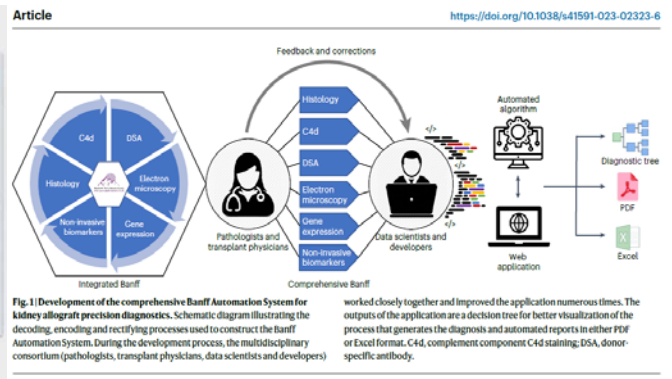 Article
https://doi.org/10.1038/s41591-023-02323-6
Feedback and corrections
C4d
DSA
Histology
Electron
microscopy
Non-invasive
biomarkers
Gene
expression
Integrated Banff
Pathologists and
transplant physicians
Histology
C4d
DSA
Electron
microscopy
Gene
expression
Non-invasive
biomarkers
Comprehensive Banff
</>
</>
</>
Data scientists and
developers
Automated
algorithm
Web
application
Diagnostic tree
PDF
Excel
Fig. 1 | Development of the comprehensive Banff Automation System for
kidney allograft precision diagnostics. Schematic diagram illustrating the
decoding, encoding and rectifying processes used to construct the Banff
Automation System. During the development process, the multidisciplinary
consortium (pathologists, transplant physicians, data scientists and developers)
worked closely together and improved the application numerous times. The
outputs of the application are a decision tree for better visualization of the
process that generates the diagnosis and automated reports in either PDF
or Excel format. C4d, complement component C4d staining; DSA, donor-
specific antibody.